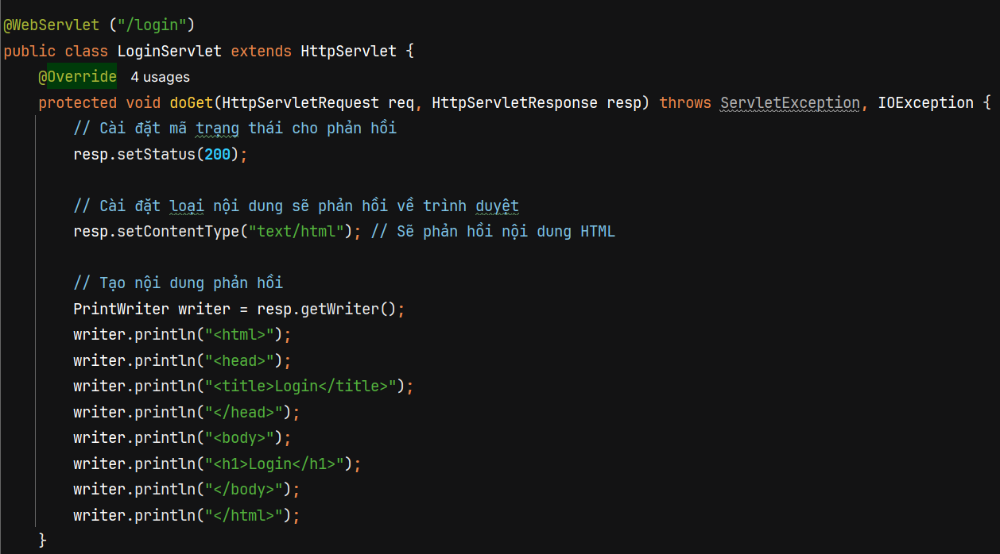 @WebServlet ("/login")
public class LoginServlet extends HttpServlet {
@Override 4 usages
protected void doGet(HttpServletRequest req, HttpServletResponse resp) throws ServletException, IOException {
// Cài đặt mã trạng thái cho phản hồi
resp.setStatus(200);
// Cài đặt loại nội dung sẽ phản hồi về trình duyệt
resp.setContentType("text/html"); // Sẽ phản hồi nội dung HTML
// Tạo nội dung phản hồi
PrintWriter writer = resp.getWriter();
writer.println("<html>");
writer.println("<head>");
writer.println("<title>Login</title>");
writer.println("</head>");
writer.println("<body>");
writer.println("<h1>Login</h1>");
writer.println("</body>");
writer.println("</html>");
}